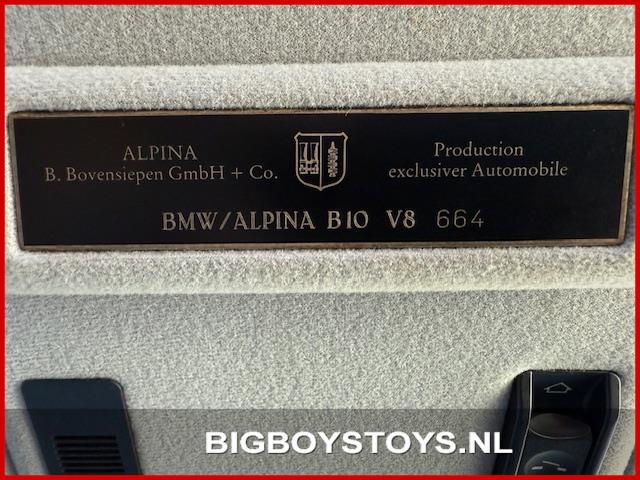 ALPINA
B. Bovensiepen GmbH + Co.
Production
exclusiver Automobile
BMW/ALPINA B10 V8 664
BIGBOYSTOYS.NL